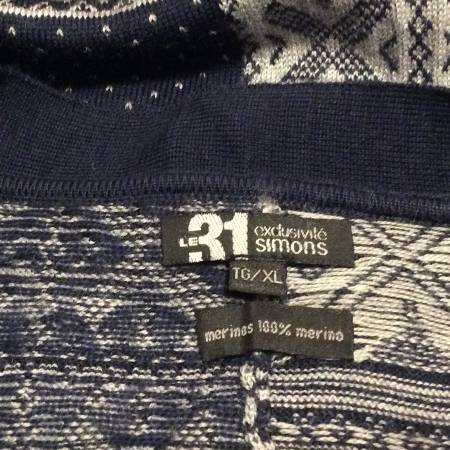 LE 31 exclusivité
simons
TG/XL
merinos 100% merino